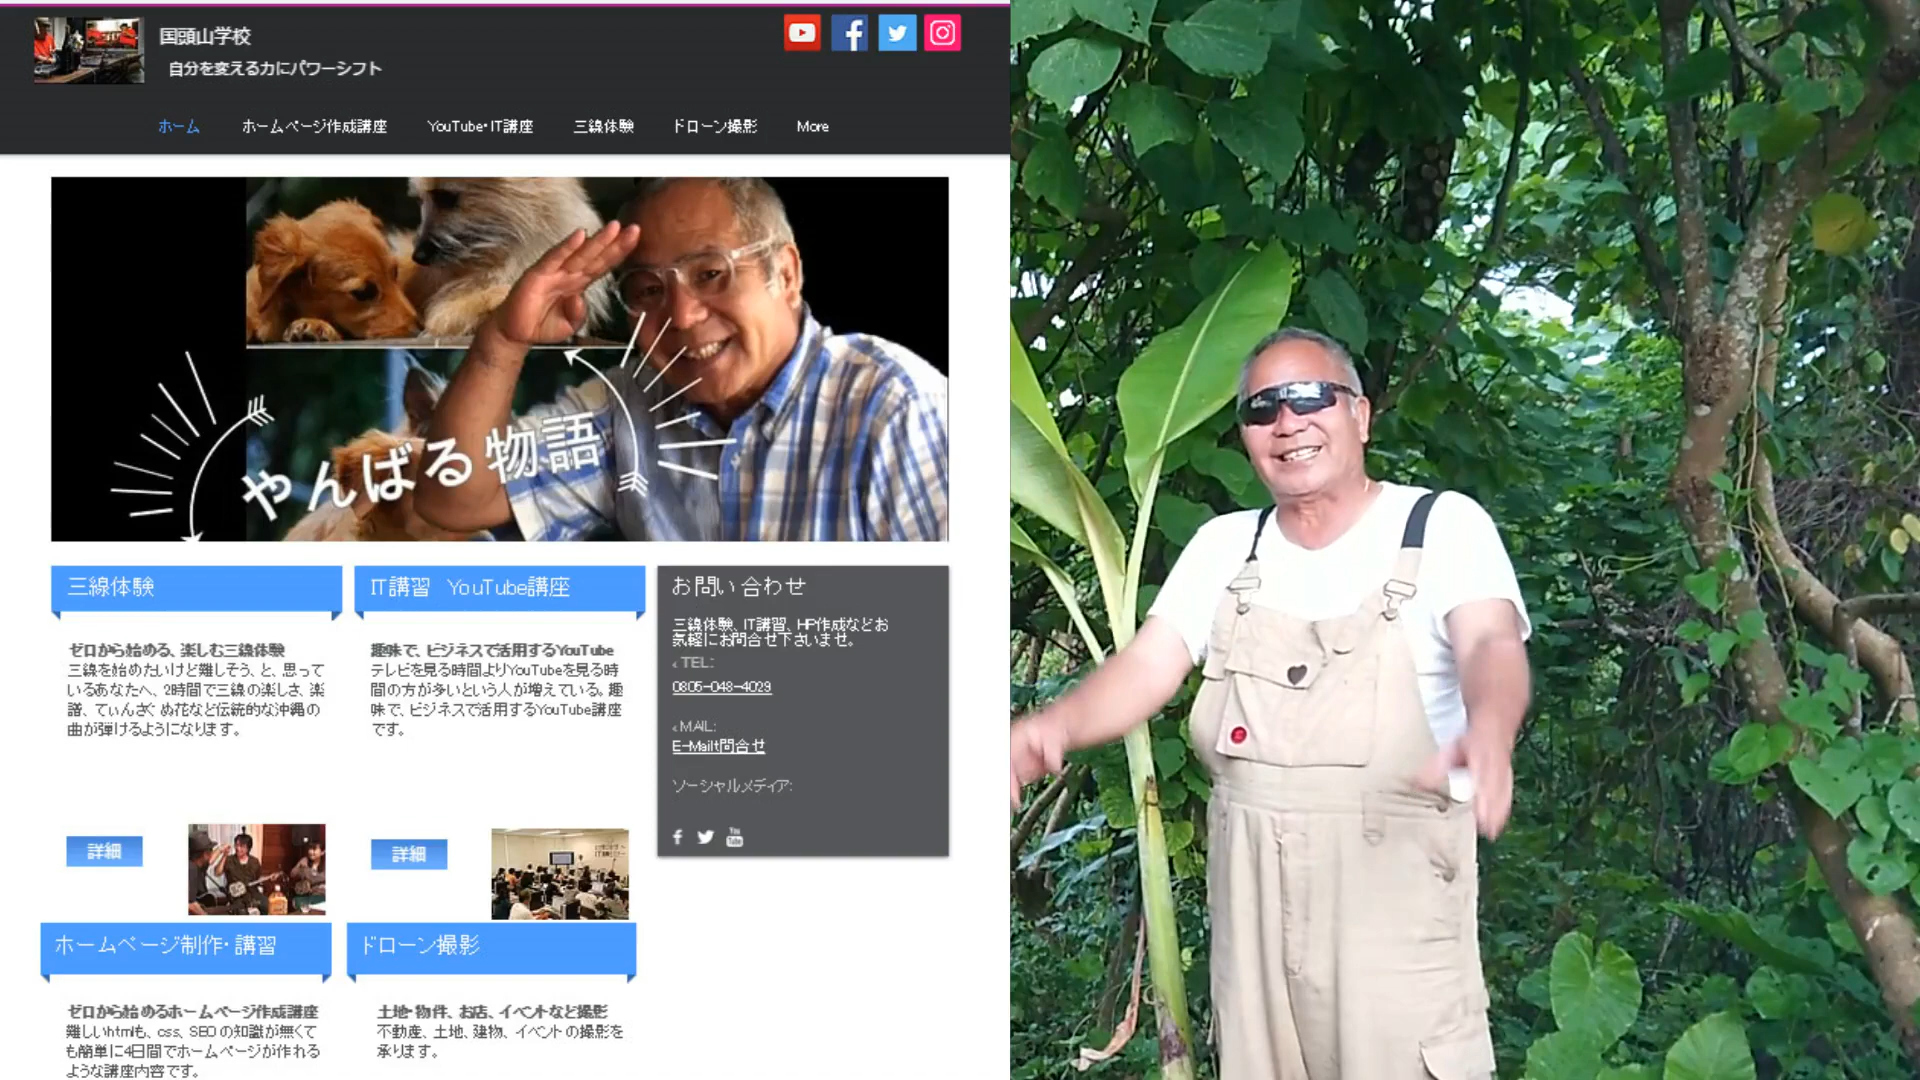 国頭山学校
自分を変える力にパワーシフト
ホーム ホームページ作成講座 YouTube・IT講座 三線体験 ドローン撮影 More
やんばる物語
三線体験
ゼロから始める、楽しむ三線体験
三線を始めたいけど難しそう、と、思って
いるあなたへ、2時間で三線の楽しさ、楽
譜、てぃんさぐぬ花など伝統的な沖縄の
曲が弾けるようになります。
詳細
IT講習 YouTube講座
趣味で、ビジネスで活用するYouTube
テレビを見る時間よりYouTubeを見る時
間の方が多いという人が増えている。趣
味で、ビジネスで活用するYouTube講座
です。
詳細
お問い合わせ
三線体験、IT講習、HP作成などお
気軽にお問合せ下さいませ。
TEL:
0805-048-4029
MAIL:
E-Mailt問合せ
ソーシャルメディア:
You
Tube
ホームページ制作・講習
ゼロから始めるホームページ作成講座
難しいhtmlも、css、SEOの知識が無くて
も簡単に4日間でホームページが作れる
ような講座内容です。
ドローン撮影
土地・物件、お店、イベントなど撮影
不動産、土地、建物、イベントの撮影を
承ります。